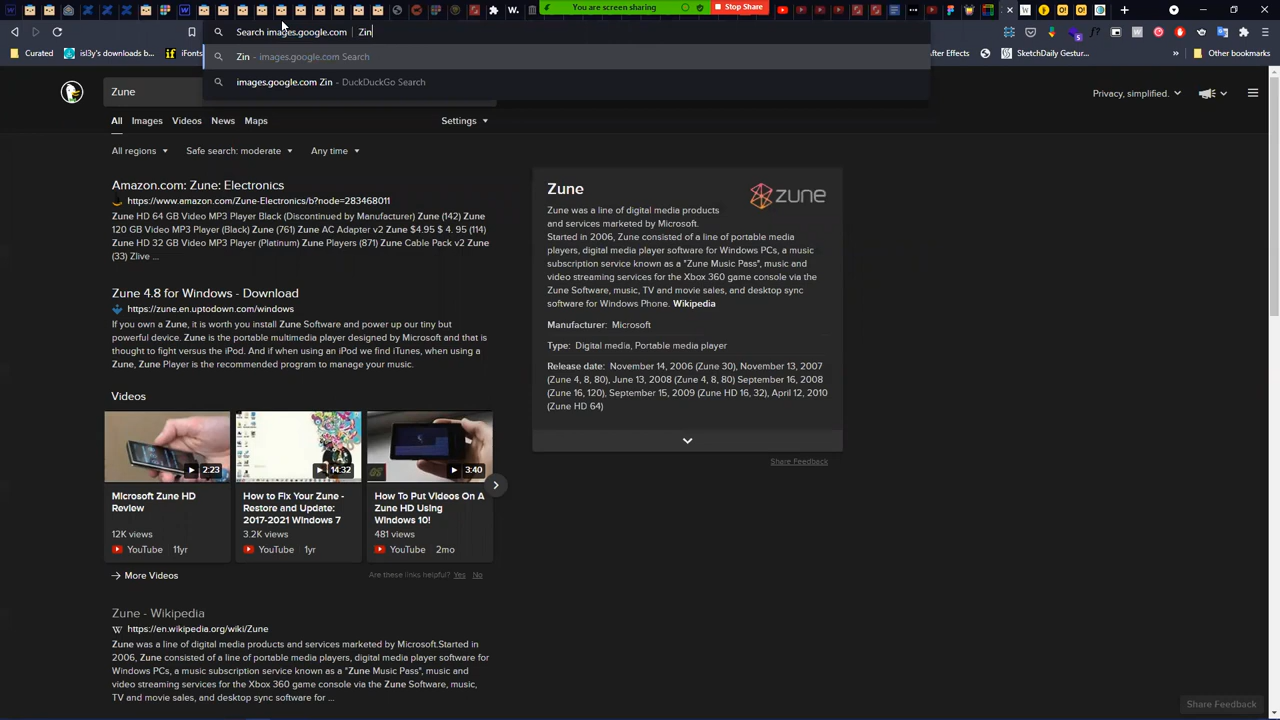 You are screen sharing
Stop Share
Search images.google.com | Zin
Zin - images.google.com Search
images.google.com Zin - DuckDuckGo Search
Curated
isl3y's downloads b...
iFonts
After Effects
SketchDaily Gestur...
Zune
Privacy, simplified.
All Images Videos News Maps
Settings
All regions
Safe search: moderate
Any time
Amazon.com: Zune: Electronics
https://www.amazon.com/Zune-Electronics/b?node=283468011
Zune HD 64 GB Video MP3 Player Black (Discontinued by Manufacturer) Zune (142) Zune
120 GB Video MP3 Player (Black) Zune (761) Zune AC Adapter v2 Zune $4.95 $ 4. 95 (114)
Zune HD 32 GB Video MP3 Player (Platinum) Zune Players (871) Zune Cable Pack v2 Zune
(33) Zlive ...
Zune 4.8 for Windows - Download
https://zune.en.uptodown.com/windows
If you own a Zune, it is worth you install Zune Software and power up our tiny but
powerful device. Zune is the portable multimedia player designed by Microsoft and that is
thought to fight versus the iPod. And if when using an iPod we find iTunes, when using a
Zune, Zune Player is the recommended program to manage your music.
Videos
2:23
14:32
3:40
Microsoft Zune HD
Review
12K views
YouTube 11yr
How to Fix Your Zune -
Restore and Update:
2017-2021 Windows 7
3.2K views
YouTube 1yr
How To Put Videos On A
Zune HD Using
Windows 10!
481 views
YouTube 2mo
More Videos
Are these links helpful? Yes No
Zune - Wikipedia
https://en.wikipedia.org/wiki/Zune
Zune was a line of digital media products and services marketed by Microsoft.Started in
2006, Zune consisted of a line of portable media players, digital media player software for
Windows PCs, a music subscription service known as a "Zune Music Pass", music and
video streaming services for the Xbox 360 game console via the Zune Software, music,
TV and movie sales, and desktop sync software for ...
Zune
zune
Zune was a line of digital media products
and services marketed by Microsoft.
Started in 2006, Zune consisted of a line of portable media
players, digital media player software for Windows PCs, a music
subscription service known as a "Zune Music Pass", music and
video streaming services for the Xbox 360 game console via the
Zune Software, music, TV and movie sales, and desktop sync
software for Windows Phone. Wikipedia
Manufacturer: Microsoft
Type: Digital media, Portable media player
Release date: November 14, 2006 (Zune 30), November 13, 2007
(Zune 4, 8, 80), June 13, 2008 (Zune 4, 8, 80) September 16, 2008
(Zune 16, 120), September 15, 2009 (Zune HD 16, 32), April 12, 2010
(Zune HD 64)
Share Feedback
Share Feedback